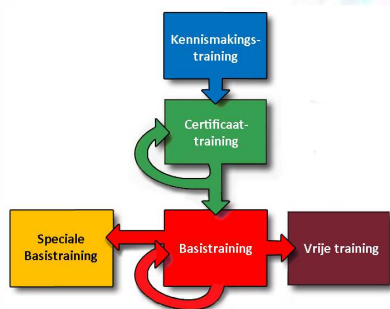 Kennismakings-
training
Certificaat-
training
Speciale
Basistraining
Basistraining
Vrije training